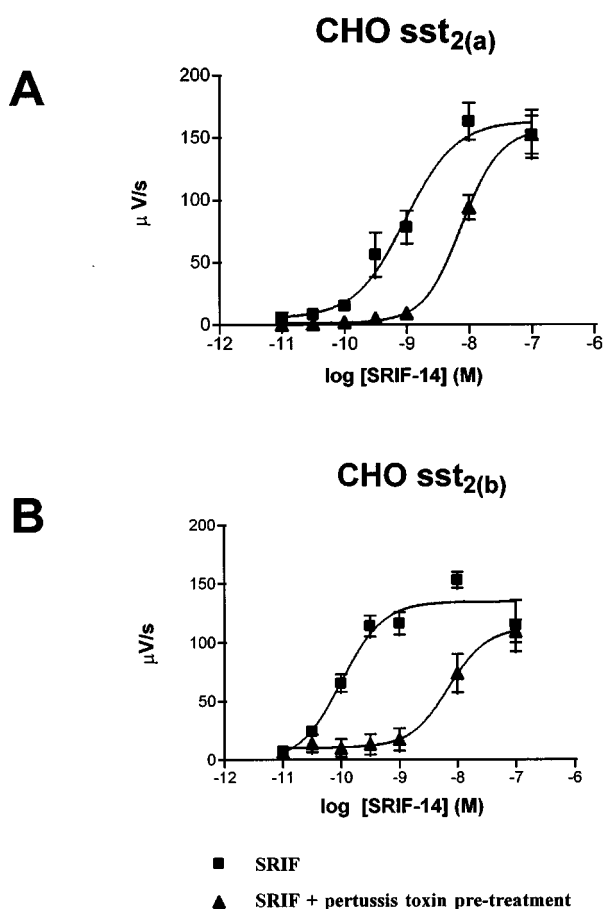 CHO sst2(a)
A
200
150
100
50
0
μ V/s
-12 -11 -10 -9 -8 -7 -6
log [SRIF-14] (M)
CHO sst2(b)
B
200
150
100
50
0
μV/s
-12 -11 -10 -9 -8 -7 -6
log [SRIF-14] (M)
SRIF
SRIF + pertussis toxin pre-treatment